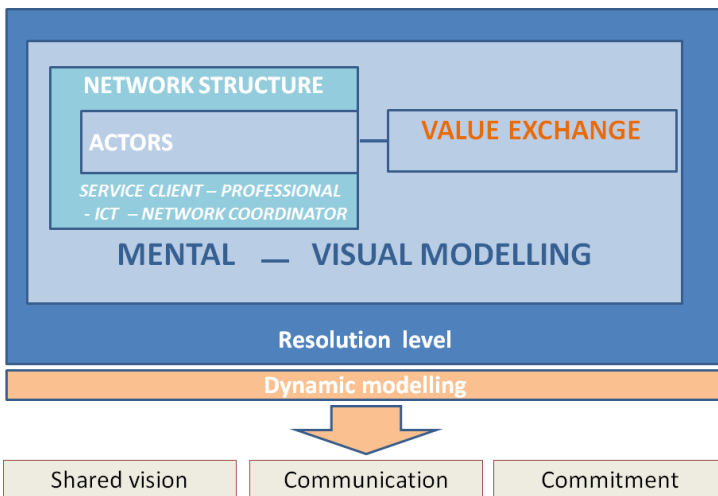 NETWORK STRUCTURE
ACTORS
VALUE EXCHANGE
SERVICE CLIENT – PROFESSIONAL
- ICT – NETWORK COORDINATOR
MENTAL — VISUAL MODELLING
Resolution level
Dynamic modelling
Shared vision
Communication
Commitment